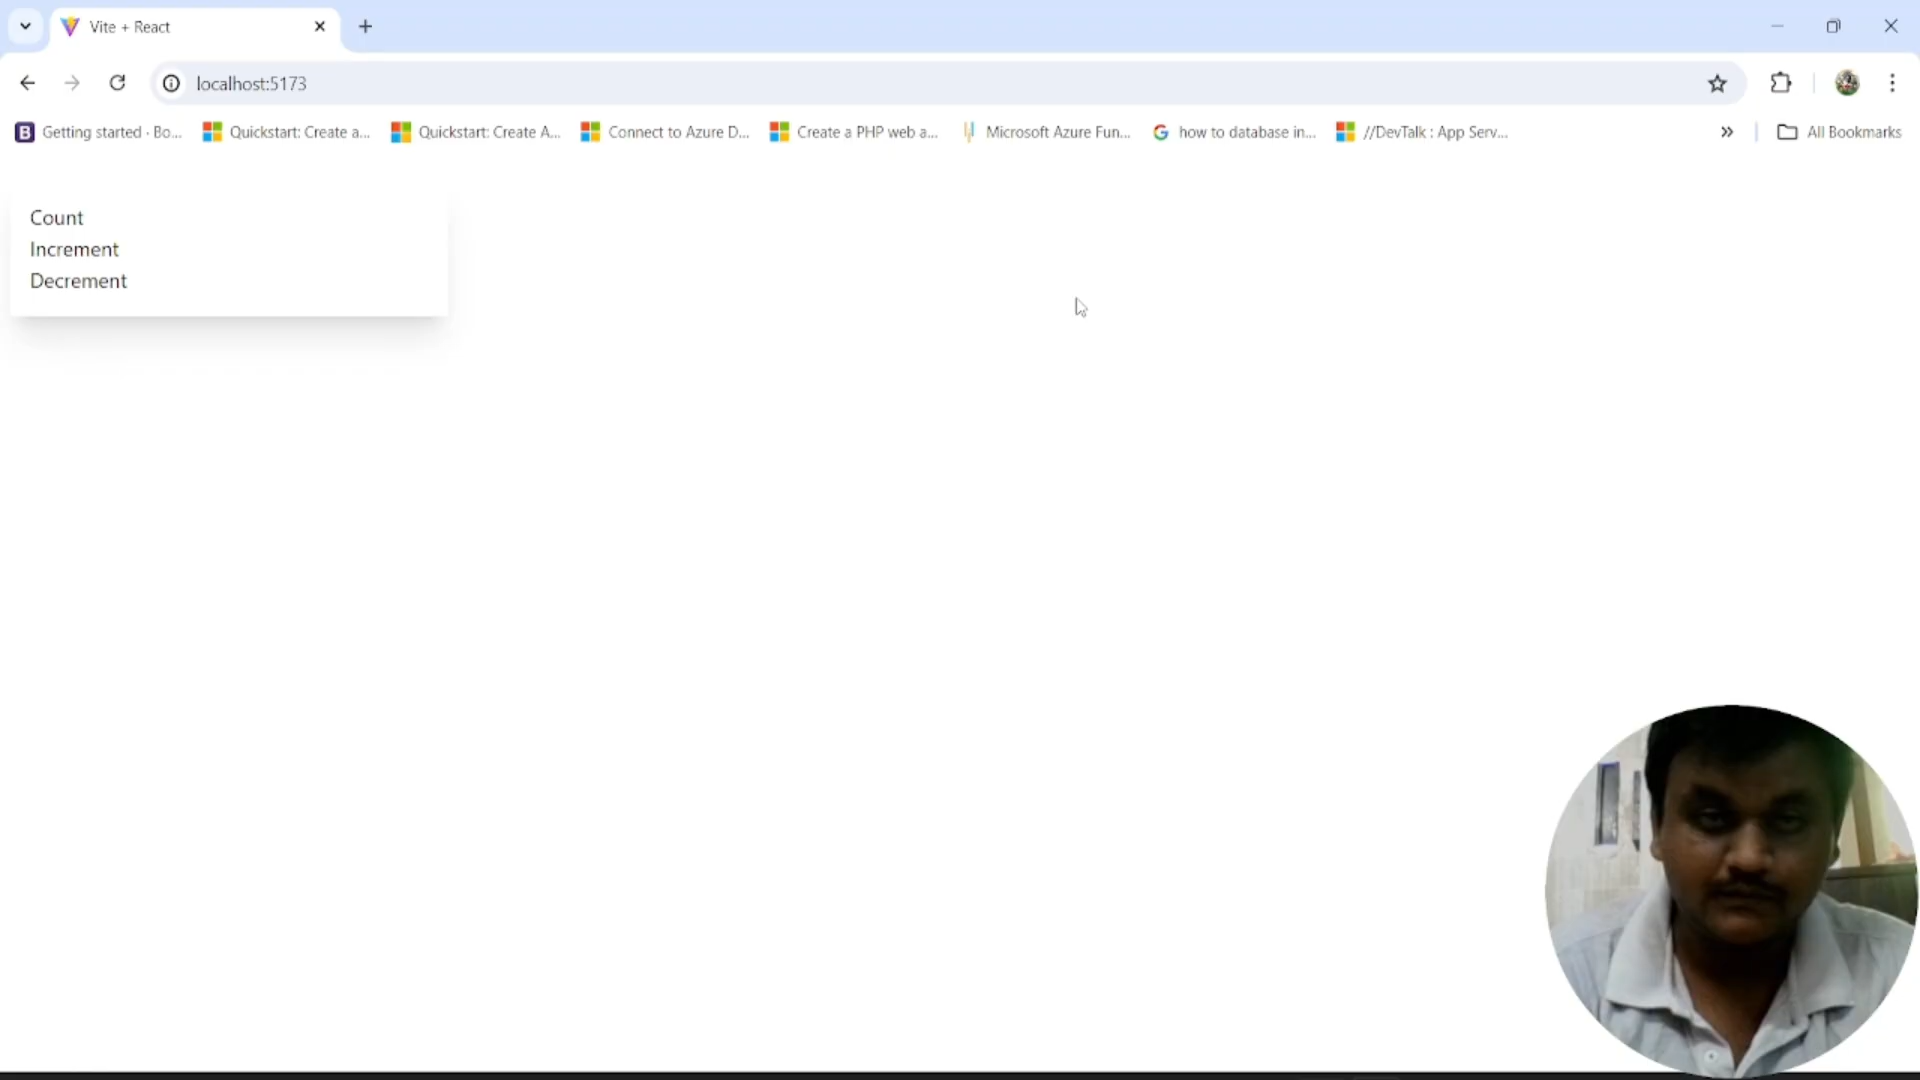 Vite + React
localhost:5173
Getting started · Bo...
Quickstart: Create a...
Quickstart: Create A...
Connect to Azure D...
Create a PHP web a...
Microsoft Azure Fun...
how to database in...
//DevTalk : App Serv...
All Bookmarks
Count
Increment
Decrement